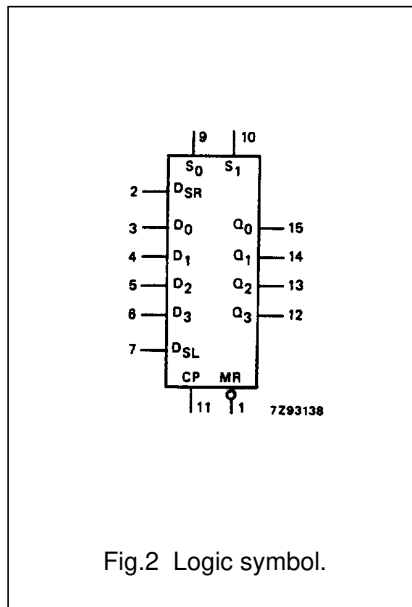 9 10
S0 S1
2 DSR
3 D0 Q0 15
4 D1 Q1 14
5 D2 Q2 13
6 D3 Q3 12
7 DSL
CP MR
11 1 7Z93138
Fig.2 Logic symbol.